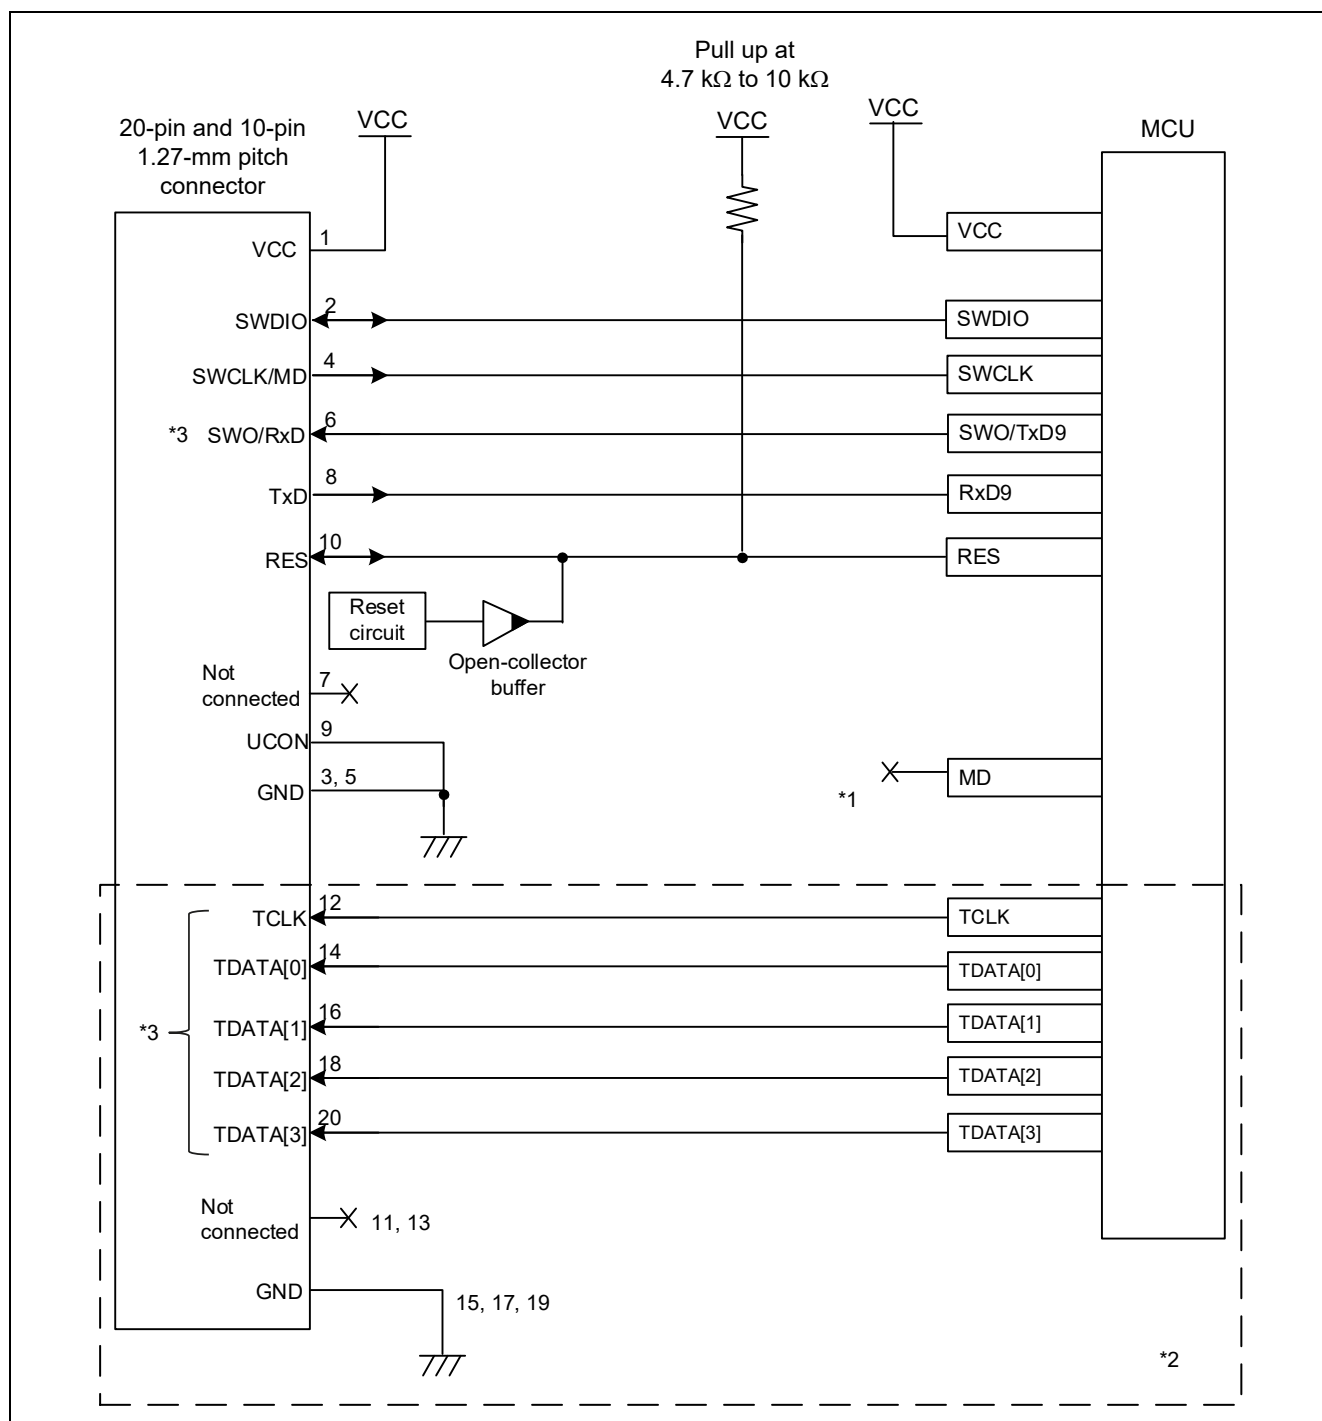 Pull up at
4.7 kΩ to 10 kΩ
VCC
VCC
VCC
20-pin and 10-pin
1.27-mm pitch
connector
MCU
VCC
1
VCC
SWDIO
2
SWDIO
SWCLK/MD
4
SWCLK
*3
SWO/RxD
6
SWO/TxD9
TxD
8
RxD9
RES
10
RES
Reset
circuit
Open-collector
buffer
Not
connected
7
UCON
9
GND
3, 5
MD
*1
TCLK
12
TCLK
TDATA[0]
14
TDATA[0]
TDATA[1]
16
TDATA[1]
*3
TDATA[2]
18
TDATA[2]
TDATA[3]
20
TDATA[3]
Not
connected
11, 13
GND
15, 17, 19
*2